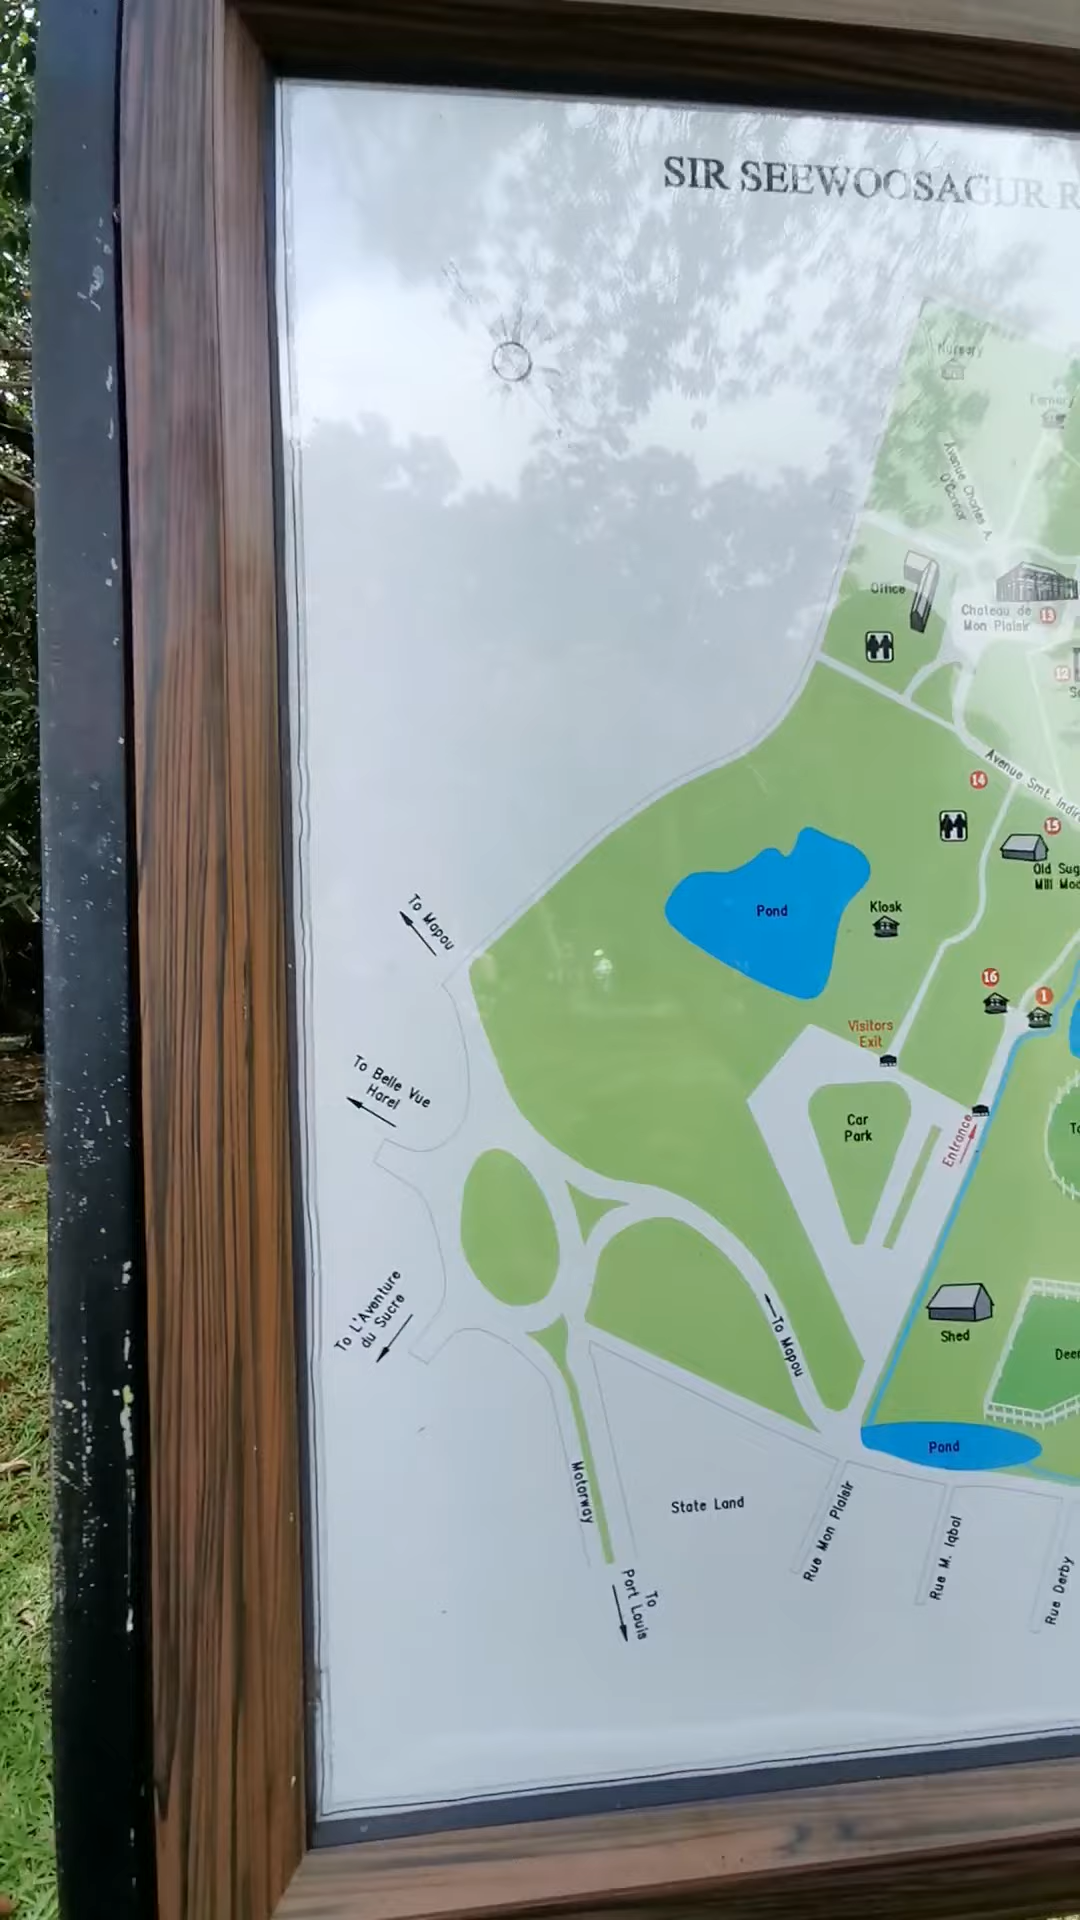 SIR SEEWOOSAGUR R
Nursery
Fernery
Avenue Charles A.
O'Connor
Office
Chateau de
Mon Plaisir
13
12
Avenue Smt. Indir
14
15
Old Sug
Mill Mod
Pond
Kiosk
16
1
To Mapou
Visitors
Exit
To Belle Vue
Harel
Car
Park
Entrance
To
To L'Aventure
du Sucre
To Mapou
Shed
Deer
Pond
Motorway
State Land
Rue Mon Plaisir
Rue M. Iqbal
Rue Derby
To
Port Louis